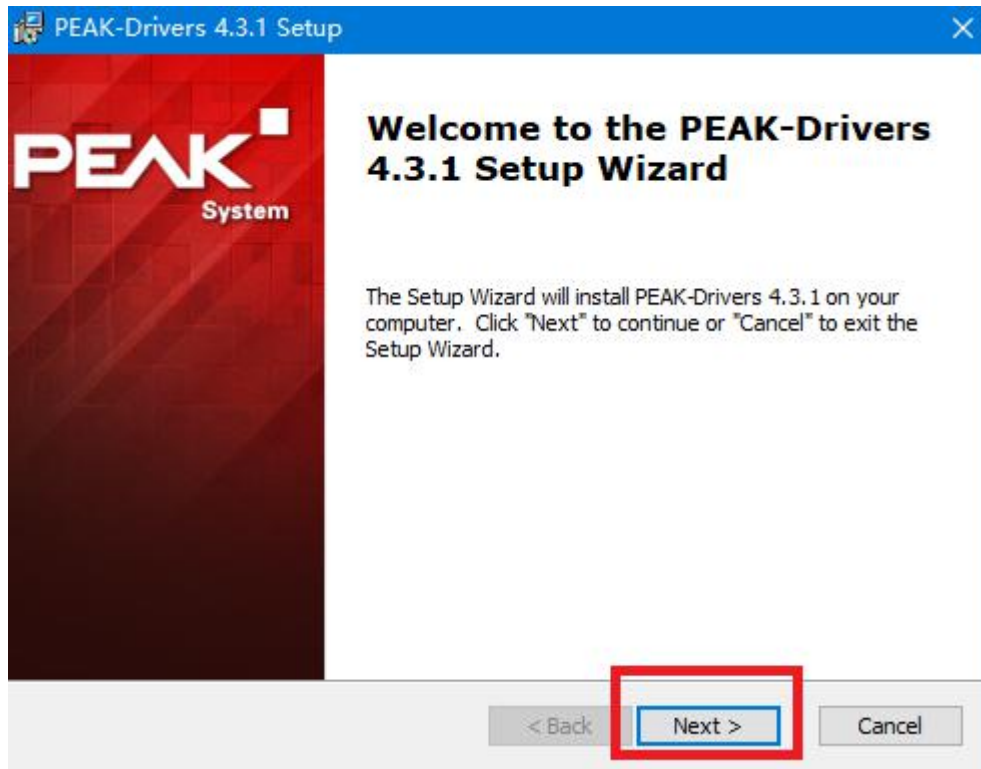 PEAK-Drivers 4.3.1 Setup
PEAK
System
Welcome to the PEAK-Drivers
4.3.1 Setup Wizard
The Setup Wizard will install PEAK-Drivers 4.3.1 on your
computer. Click "Next" to continue or "Cancel" to exit the
Setup Wizard.
< Back
Next >
Cancel